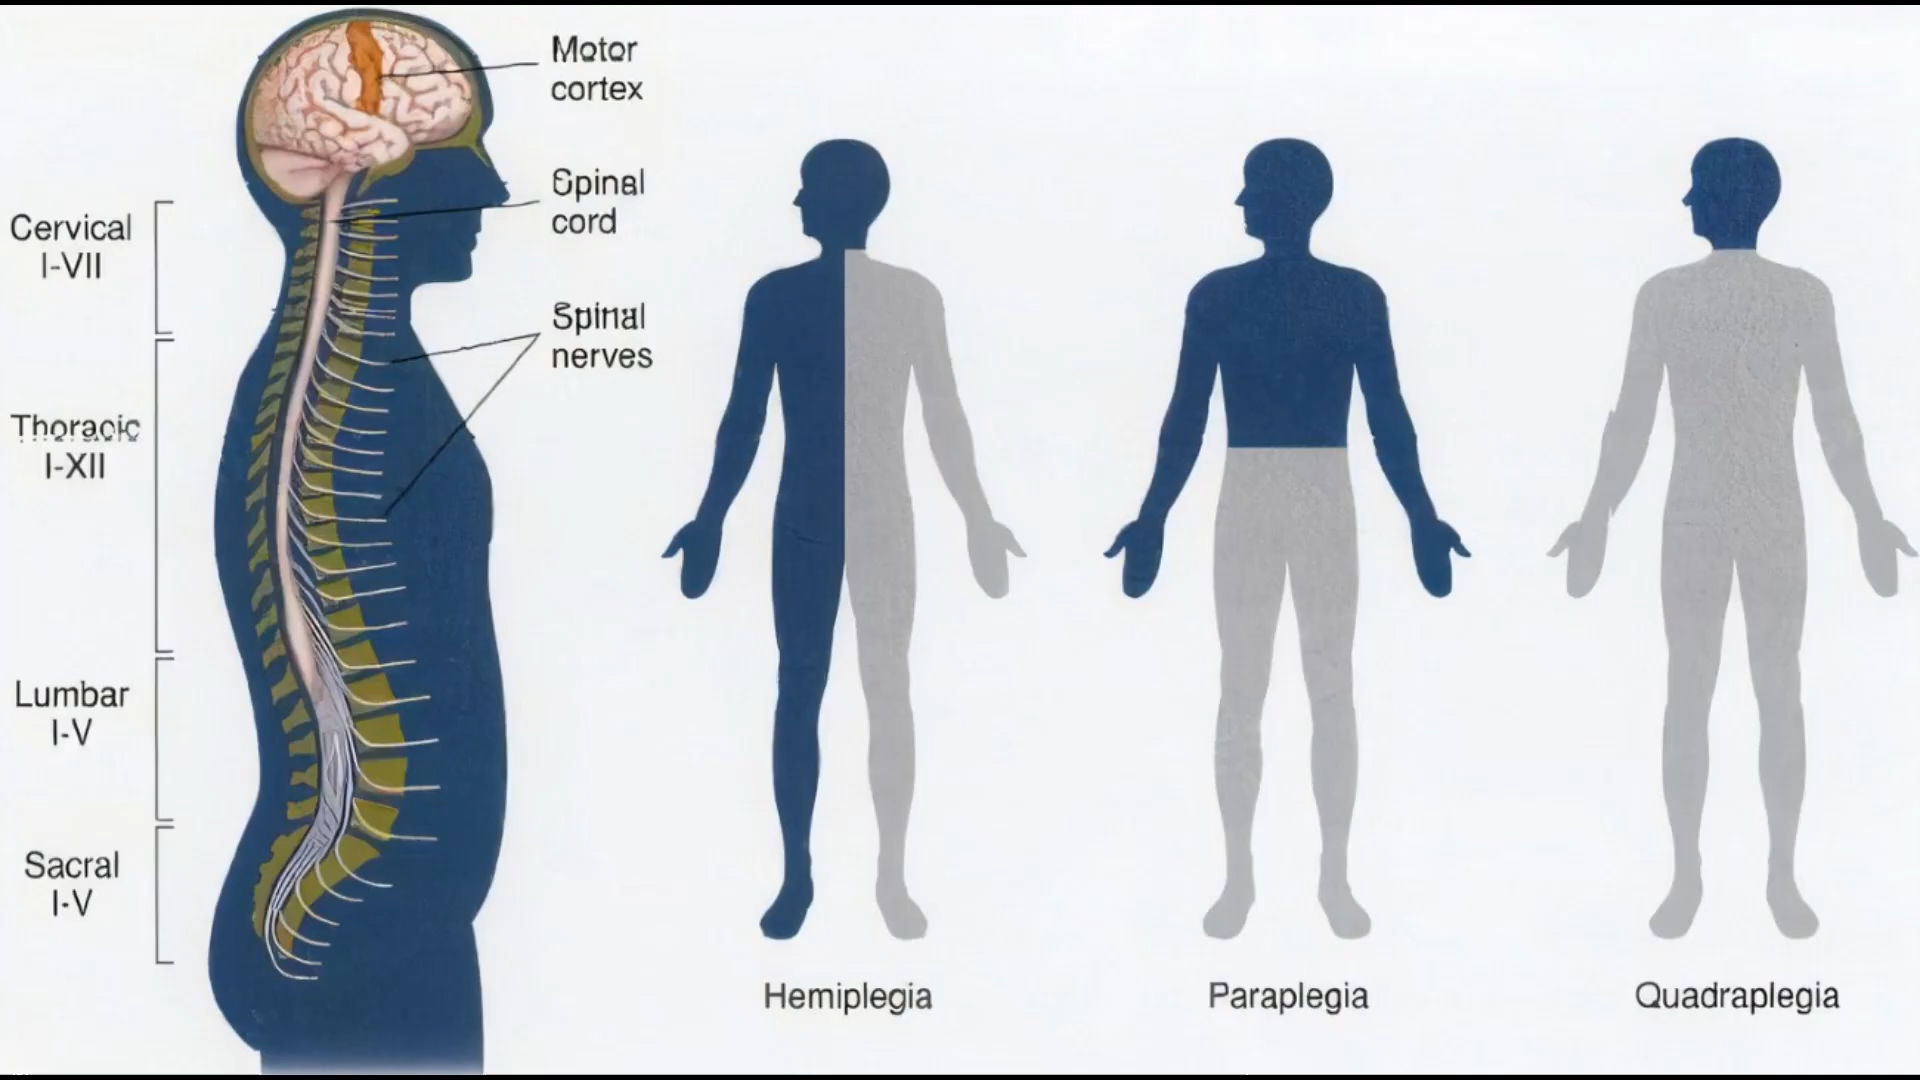 Motor
cortex
Spinal
cord
Spinal
nerves
Cervical
I-VII
Thoracic
I-XII
Lumbar
I-V
Sacral
I-V
Hemiplegia
Paraplegia
Quadraplegia